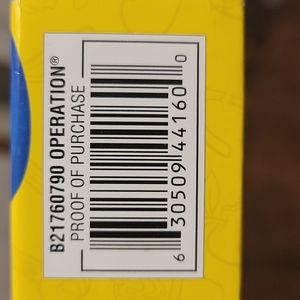 B21760790 OPERATION®
PROOF OF PURCHASE
6 30509 44160 0